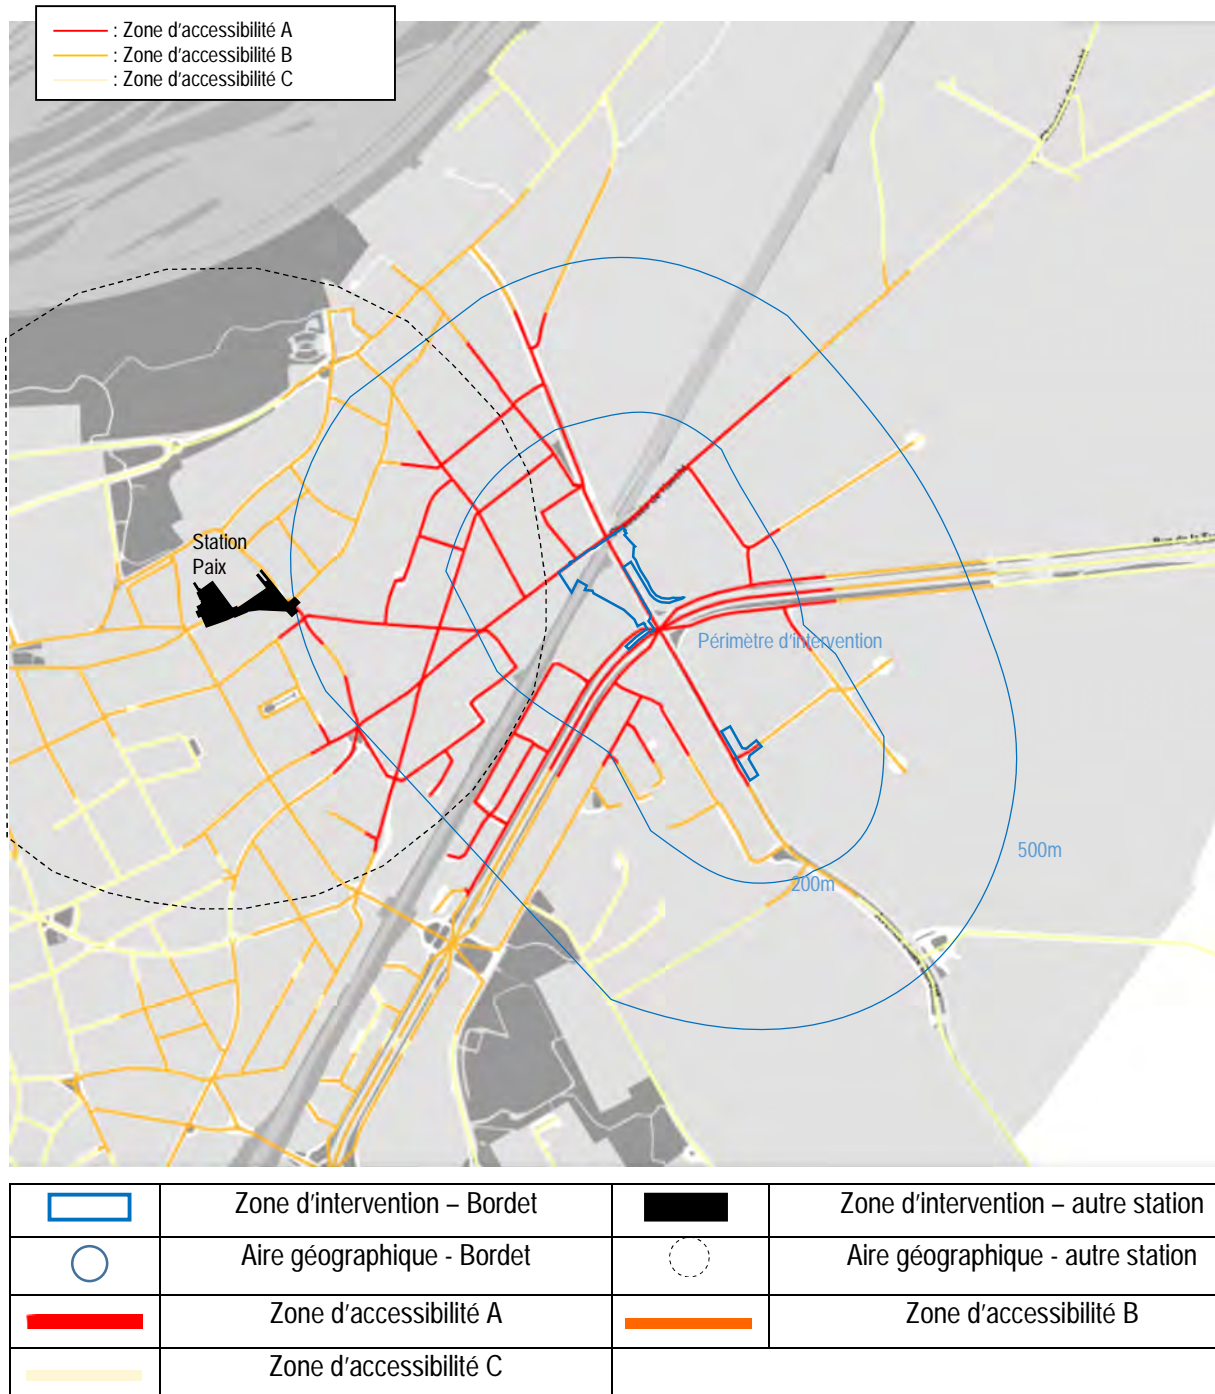 : Zone d'accessibilité A
: Zone d'accessibilité B
: Zone d'accessibilité C
Station
Paix
Périmètre d'intervention
500m
200m
Zone d'intervention – Bordet
Zone d'intervention – autre station
Aire géographique - Bordet
Aire géographique - autre station
Zone d'accessibilité A
Zone d'accessibilité B
Zone d'accessibilité C